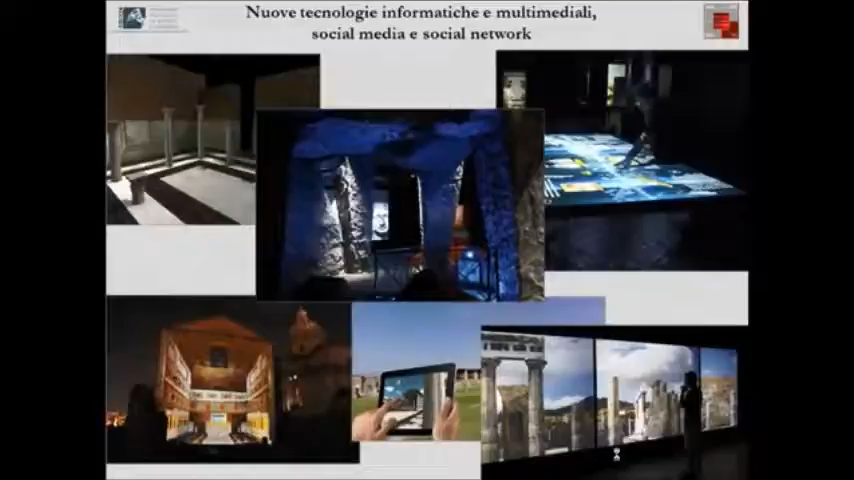 Nuove tecnologie informatiche e multimediali,
social media e social network